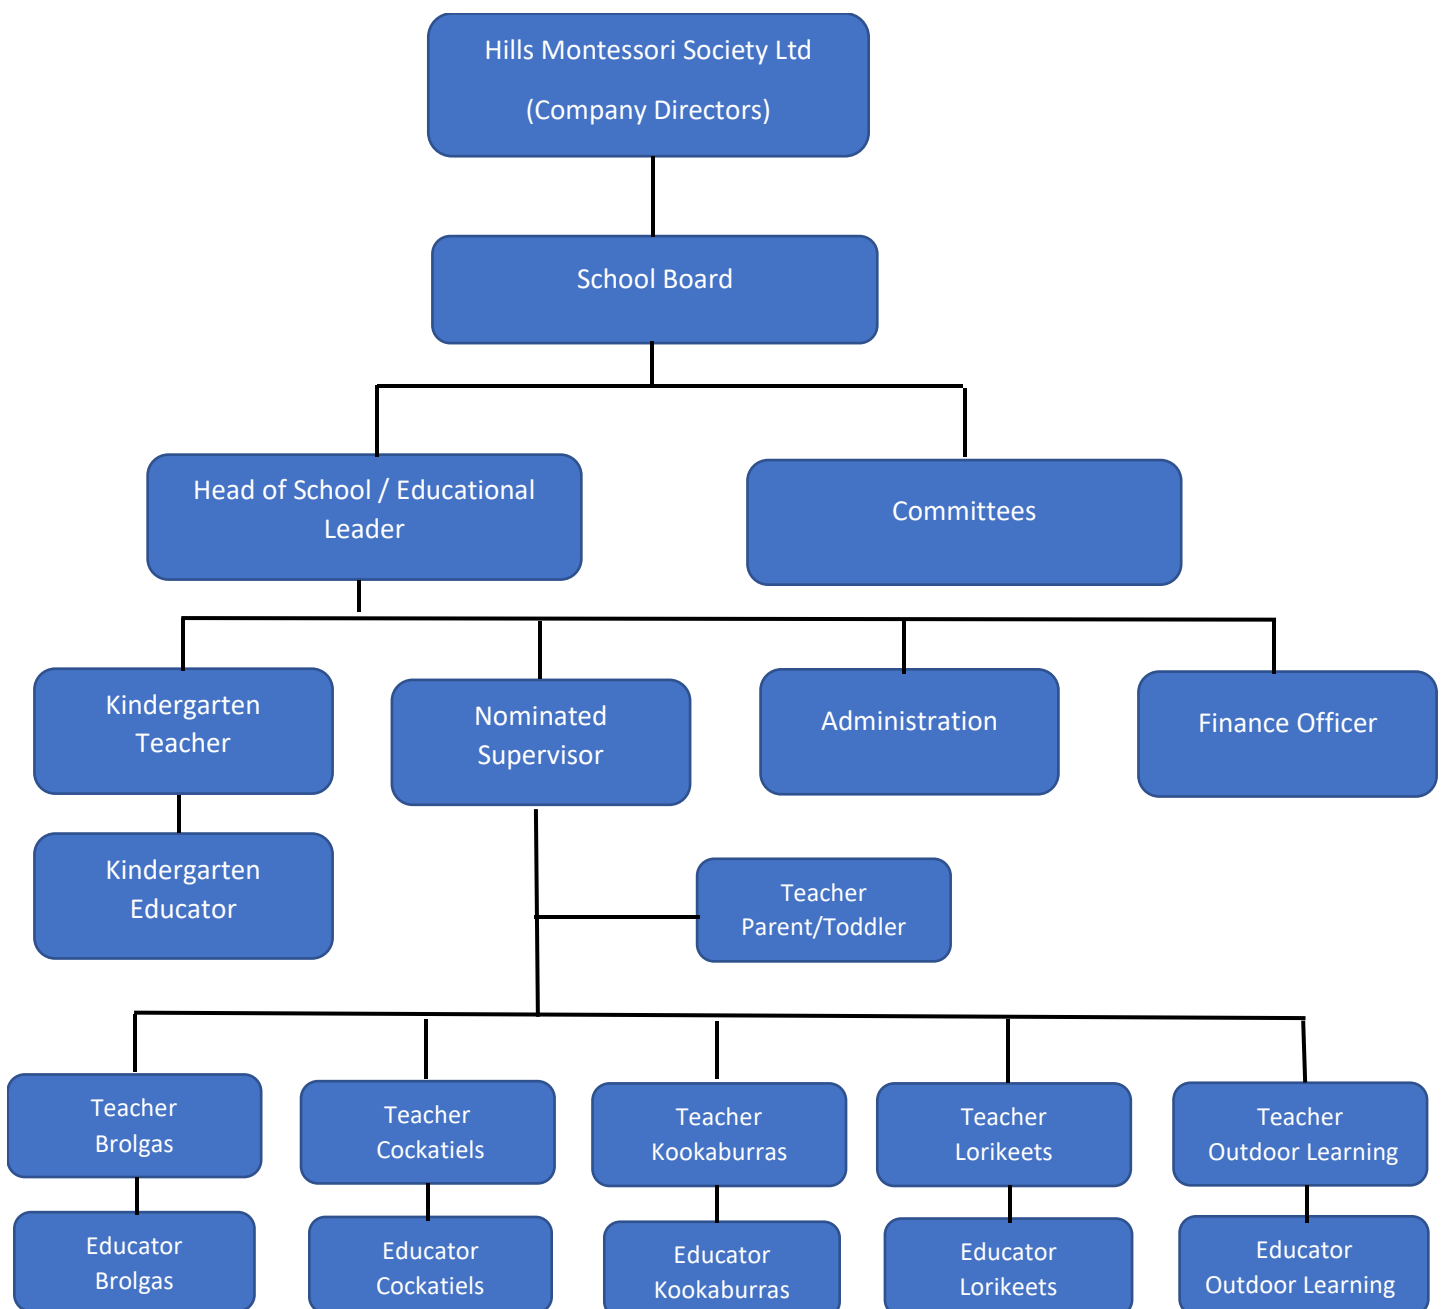 Hills Montessori Society Ltd
(Company Directors)
School Board
Head of School / Educational
Leader
Committees
Kindergarten
Teacher
Nominated
Supervisor
Administration
Finance Officer
Kindergarten
Educator
Teacher
Parent/Toddler
Teacher
Brolgas
Teacher
Cockatiels
Teacher
Kookaburras
Teacher
Lorikeets
Teacher
Outdoor Learning
Educator
Brolgas
Educator
Cockatiels
Educator
Kookaburras
Educator
Lorikeets
Educator
Outdoor Learning